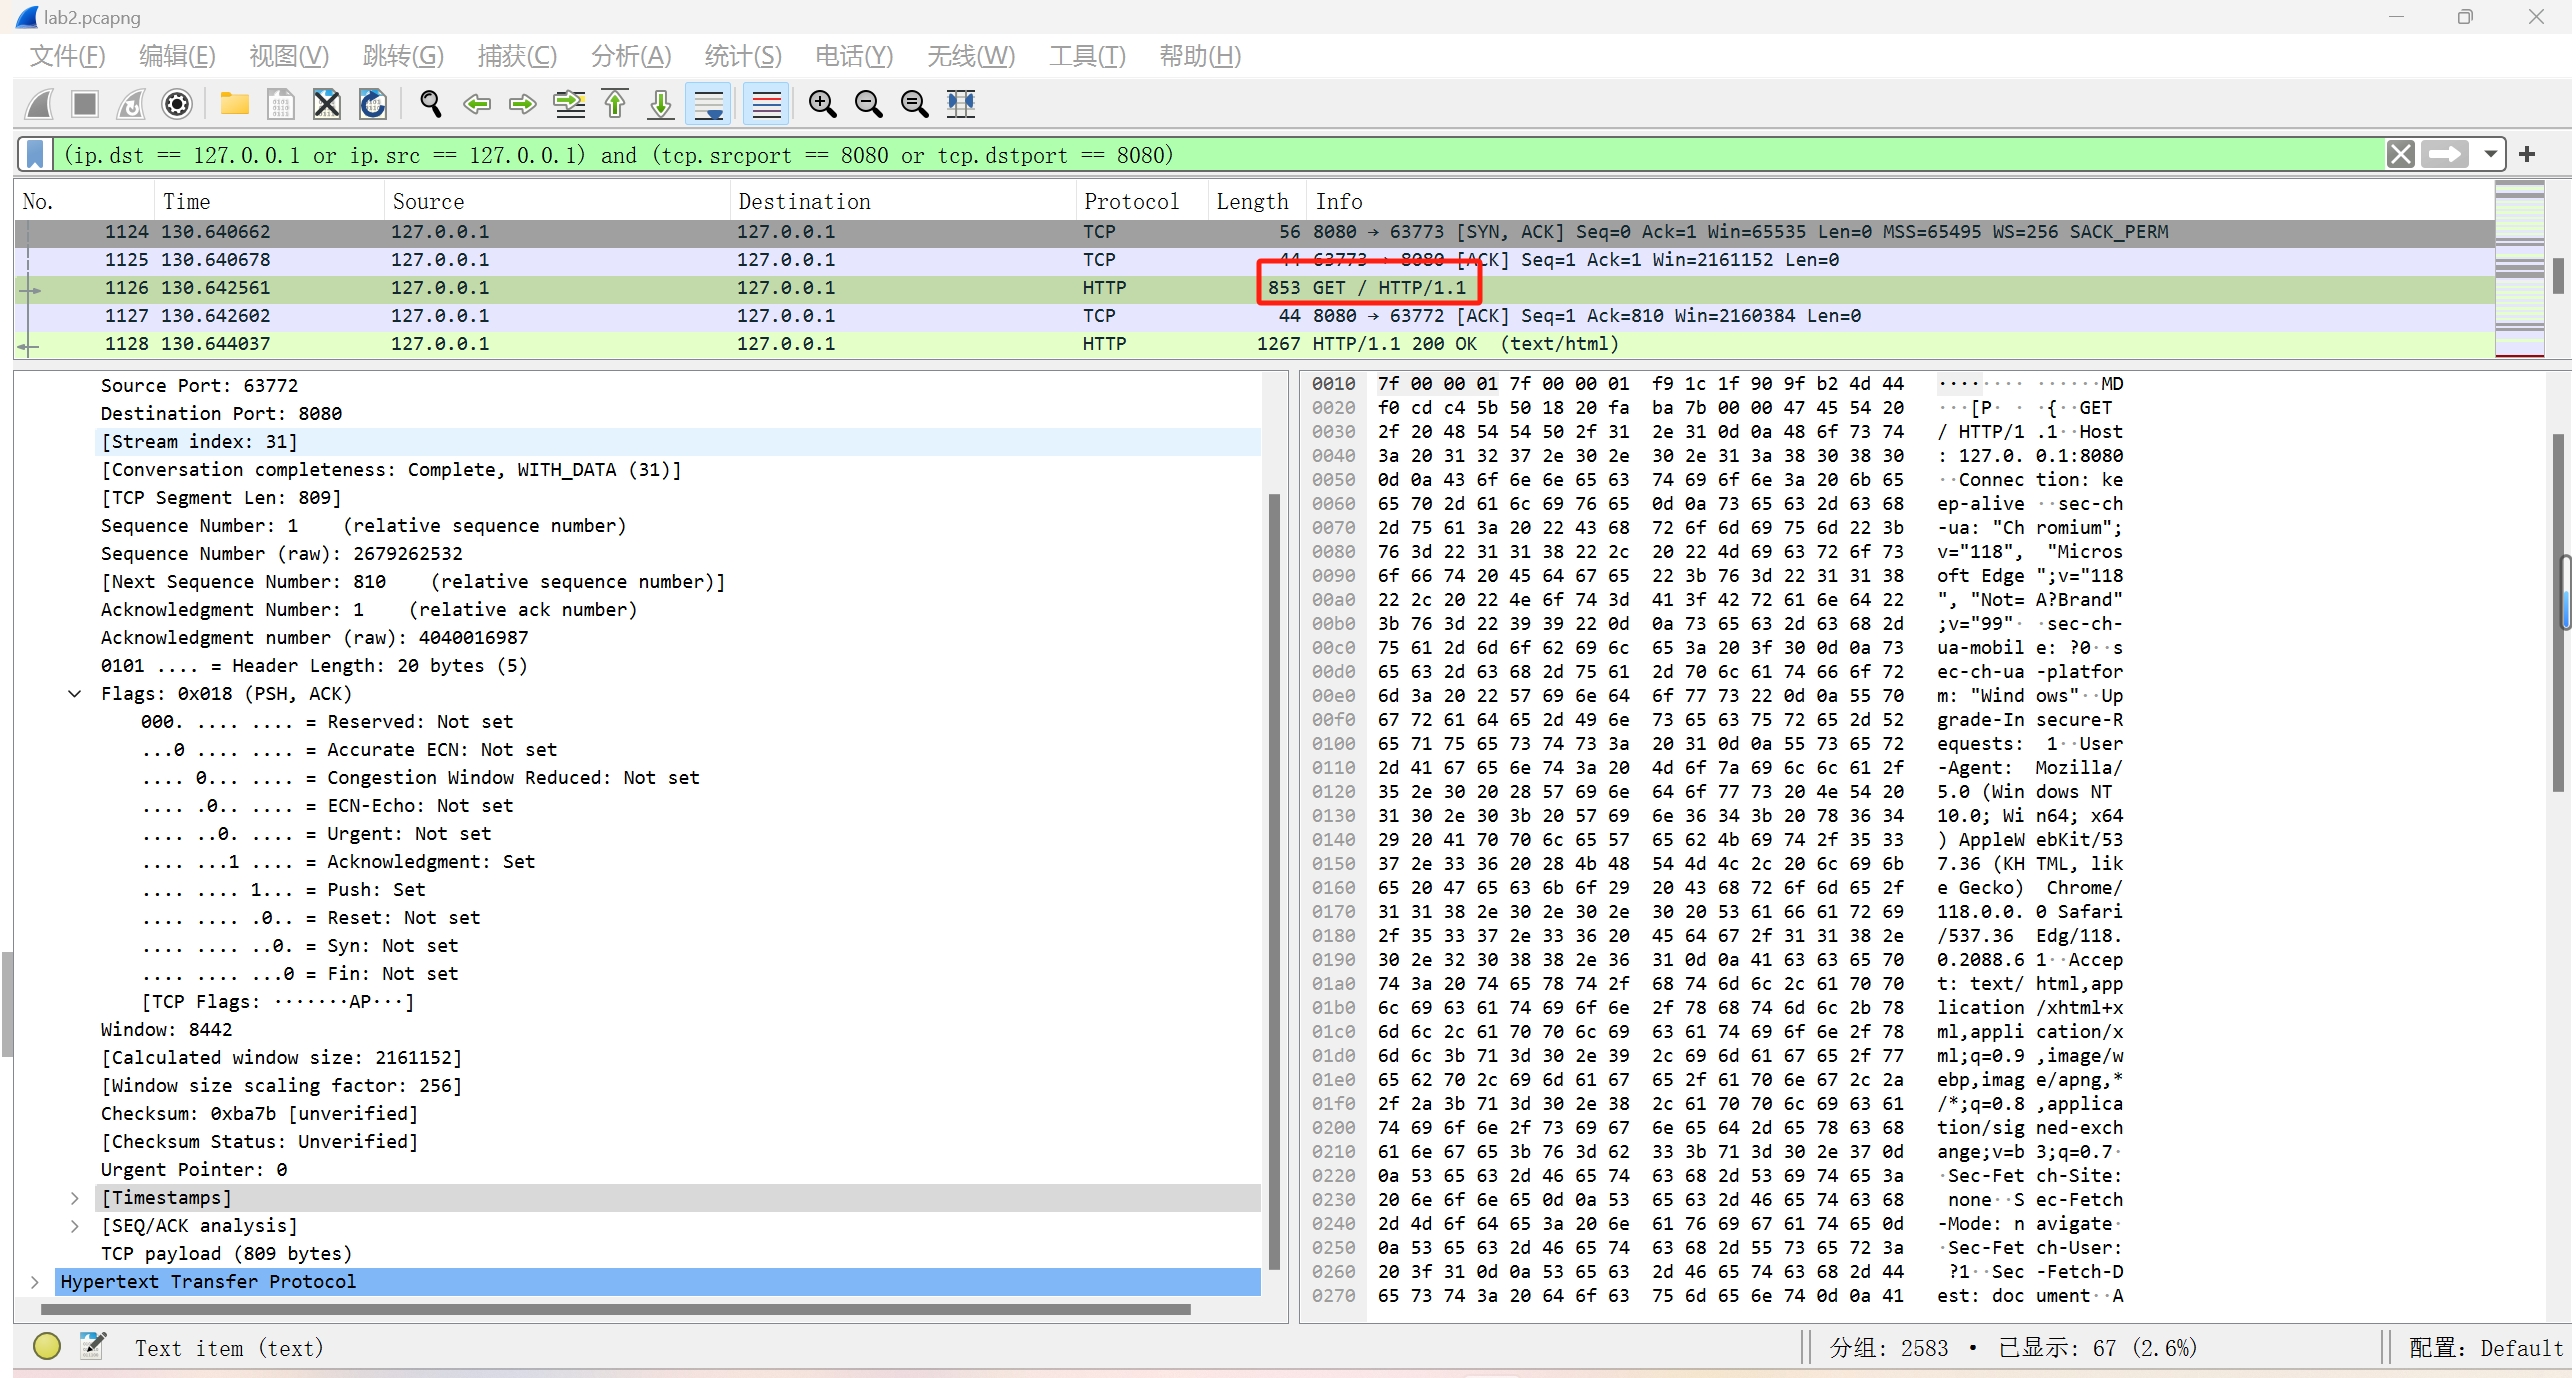 lab2.pcapng
文件(F) 编辑(E) 视图(V) 跳转(G) 捕获(C) 分析(A) 统计(S) 电话(Y) 无线(W) 工具(T) 帮助(H)
(ip.dst == 127.0.0.1 or ip.src == 127.0.0.1) and (tcp.srcport == 8080 or tcp.dstport == 8080)
No. Time Source Destination Protocol Length Info
1124 130.640662 127.0.0.1 127.0.0.1 TCP 56 8080 → 63773 [SYN, ACK] Seq=0 Ack=1 Win=65535 Len=0 MSS=65495 WS=256 SACK_PERM
1125 130.640678 127.0.0.1 127.0.0.1 TCP 44 63773 → 8080 [ACK] Seq=1 Ack=1 Win=2161152 Len=0
1126 130.642561 127.0.0.1 127.0.0.1 HTTP 853 GET / HTTP/1.1
1127 130.642602 127.0.0.1 127.0.0.1 TCP 44 8080 → 63772 [ACK] Seq=1 Ack=810 Win=2160384 Len=0
1128 130.644037 127.0.0.1 127.0.0.1 HTTP 1267 HTTP/1.1 200 OK (text/html)
Source Port: 63772
Destination Port: 8080
[Stream index: 31]
[Conversation completeness: Complete, WITH_DATA (31)]
[TCP Segment Len: 809]
Sequence Number: 1 (relative sequence number)
Sequence Number (raw): 2679262532
[Next Sequence Number: 810 (relative sequence number)]
Acknowledgment Number: 1 (relative ack number)
Acknowledgment number (raw): 4040016987
0101 .... = Header Length: 20 bytes (5)
Flags: 0x018 (PSH, ACK)
000. .... .... = Reserved: Not set
...0 .... .... = Accurate ECN: Not set
.... 0... .... = Congestion Window Reduced: Not set
.... .0.. .... = ECN-Echo: Not set
.... ..0. .... = Urgent: Not set
.... ...1 .... = Acknowledgment: Set
.... .... 1... = Push: Set
.... .... .0.. = Reset: Not set
.... .... ..0. = Syn: Not set
.... .... ...0 = Fin: Not set
[TCP Flags: ·······AP···]
Window: 8442
[Calculated window size: 2161152]
[Window size scaling factor: 256]
Checksum: 0xba7b [unverified]
[Checksum Status: Unverified]
Urgent Pointer: 0
[Timestamps]
[SEQ/ACK analysis]
TCP payload (809 bytes)
Hypertext Transfer Protocol
0010 7f 00 00 01 7f 00 00 01 f9 1c 1f 90 9f b2 4d 44 ········ ······MD
0020 f0 cd c4 5b 50 18 20 fa ba 7b 00 00 47 45 54 20 ···[P· · ·{··GET
0030 2f 20 48 54 54 50 2f 31 2e 31 0d 0a 48 6f 73 74 / HTTP/1 .1··Host
0040 3a 20 31 32 37 2e 30 2e 30 2e 31 3a 38 30 38 30 : 127.0. 0.1:8080
0050 0d 0a 43 6f 6e 6e 65 63 74 69 6f 6e 3a 20 6b 65 ··Connec tion: ke
0060 65 70 2d 61 6c 69 76 65 0d 0a 73 65 63 2d 63 68 ep-alive ··sec-ch
0070 2d 75 61 3a 20 22 43 68 72 6f 6d 69 75 6d 22 3b -ua: "Ch romium";
0080 76 3d 22 31 31 38 22 2c 20 22 4d 69 63 72 6f 73 v="118", "Micros
0090 6f 66 74 20 45 64 67 65 22 3b 76 3d 22 31 31 38 oft Edge ";v="118
00a0 22 2c 20 22 4e 6f 74 3d 41 3f 42 72 61 6e 64 22 ", "Not= A?Brand"
00b0 3b 76 3d 22 39 39 22 0d 0a 73 65 63 2d 63 68 2d ;v="99"· ·sec-ch-
00c0 75 61 2d 6d 6f 62 69 6c 65 3a 20 3f 30 0d 0a 73 ua-mobil e: ?0··s
00d0 65 63 2d 63 68 2d 75 61 2d 70 6c 61 74 66 6f 72 ec-ch-ua -platfor
00e0 6d 3a 20 22 57 69 6e 64 6f 77 73 22 0d 0a 55 70 m: "Wind ows"··Up
00f0 67 72 61 64 65 2d 49 6e 73 65 63 75 72 65 2d 52 grade-In secure-R
0100 65 71 75 65 73 74 73 3a 20 31 0d 0a 55 73 65 72 equests: 1··User
0110 2d 41 67 65 6e 74 3a 20 4d 6f 7a 69 6c 6c 61 2f -Agent: Mozilla/
0120 35 2e 30 20 28 57 69 6e 64 6f 77 73 20 4e 54 20 5.0 (Win dows NT
0130 31 30 2e 30 3b 20 57 69 6e 36 34 3b 20 78 36 34 10.0; Wi n64; x64
0140 29 20 41 70 70 6c 65 57 65 62 4b 69 74 2f 35 33 ) AppleW ebKit/53
0150 37 2e 33 36 20 28 4b 48 54 4d 4c 2c 20 6c 69 6b 7.36 (KH TML, lik
0160 65 20 47 65 63 6b 6f 29 20 43 68 72 6f 6d 65 2f e Gecko) Chrome/
0170 31 31 38 2e 30 2e 30 2e 30 20 53 61 66 61 72 69 118.0.0. 0 Safari
0180 2f 35 33 37 2e 33 36 20 45 64 67 2f 31 31 38 2e /537.36 Edg/118.
0190 30 2e 32 30 38 38 2e 36 31 0d 0a 41 63 63 65 70 0.2088.6 1··Accep
01a0 74 3a 20 74 65 78 74 2f 68 74 6d 6c 2c 61 70 70 t: text/ html,app
01b0 6c 69 63 61 74 69 6f 6e 2f 78 68 74 6d 6c 2b 78 lication /xhtml+x
01c0 6d 6c 2c 61 70 70 6c 69 63 61 74 69 6f 6e 2f 78 ml,appli cation/x
01d0 6d 6c 3b 71 3d 30 2e 39 2c 69 6d 61 67 65 2f 77 ml;q=0.9 ,image/w
01e0 65 62 70 2c 69 6d 61 67 65 2f 61 70 6e 67 2c 2a ebp,imag e/apng,*
01f0 2f 2a 3b 71 3d 30 2e 38 2c 61 70 70 6c 69 63 61 /*;q=0.8 ,applica
0200 74 69 6f 6e 2f 73 69 67 6e 65 64 2d 65 78 63 68 tion/sig ned-exch
0210 61 6e 67 65 3b 76 3d 62 33 3b 71 3d 30 2e 37 0d ange;v=b 3;q=0.7·
0220 0a 53 65 63 2d 46 65 74 63 68 2d 53 69 74 65 3a ·Sec-Fet ch-Site:
0230 20 6e 6f 6e 65 0d 0a 53 65 63 2d 46 65 74 63 68 none··S ec-Fetch
0240 2d 4d 6f 64 65 3a 20 6e 61 76 69 67 61 74 65 0d -Mode: n avigate·
0250 0a 53 65 63 2d 46 65 74 63 68 2d 55 73 65 72 3a ·Sec-Fet ch-User:
0260 20 3f 31 0d 0a 53 65 63 2d 46 65 74 63 68 2d 44 ?1··Sec -Fetch-D
0270 65 73 74 3a 20 64 6f 63 75 6d 65 6e 74 0d 0a 41 est: doc ument··A
Text item (text) 分组: 2583 · 已显示: 67 (2.6%) 配置: Default